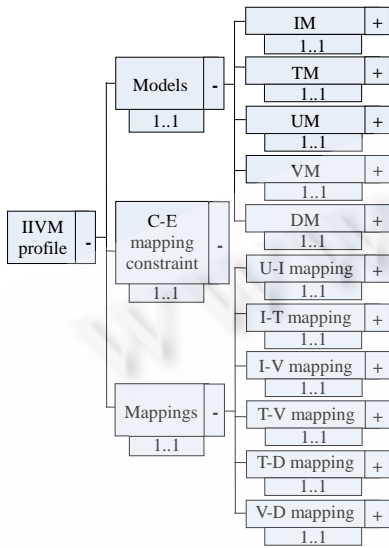 IM +
1..1
TM +
1..1
Models -
1..1
UM +
1..1
VM +
1..1
DM +
1..1
IIVM
profile -
C-E
mapping
constraint -
1..1
U-I mapping +
1..1
I-T mapping +
1..1
I-V mapping +
1..1
Mappings -
1..1
T-V mapping +
1..1
T-D mapping +
1..1
V-D mapping +
1..1